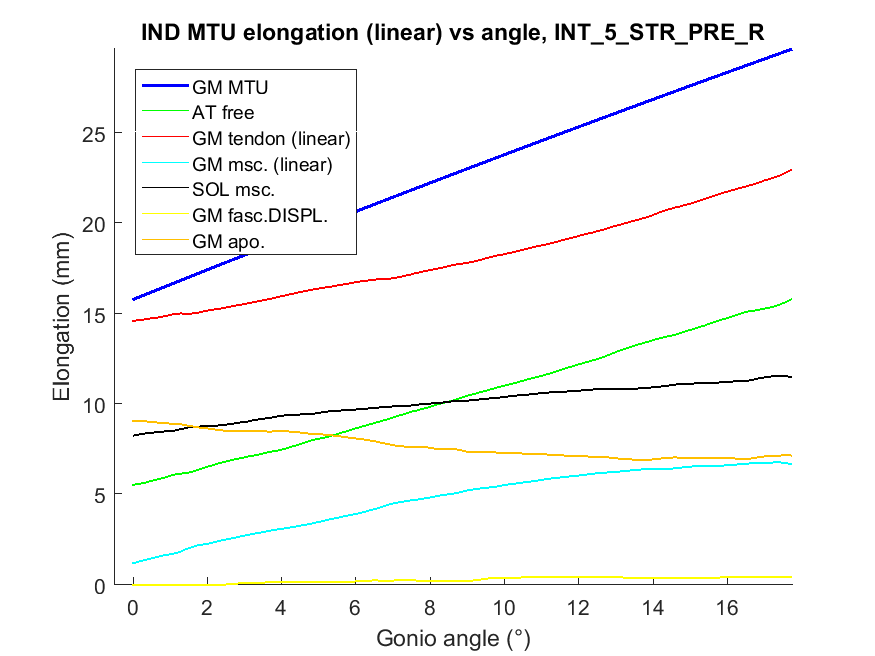 IND MTU elongation (linear) vs angle, INT_5_STR_PRE_R
GM MTU
AT free
GM tendon (linear)
GM msc. (linear)
SOL msc.
GM fasc.DISPL.
GM apo.
25
20
15
10
5
0
Elongation (mm)
0 2 4 6 8 10 12 14 16
Gonio angle (°)